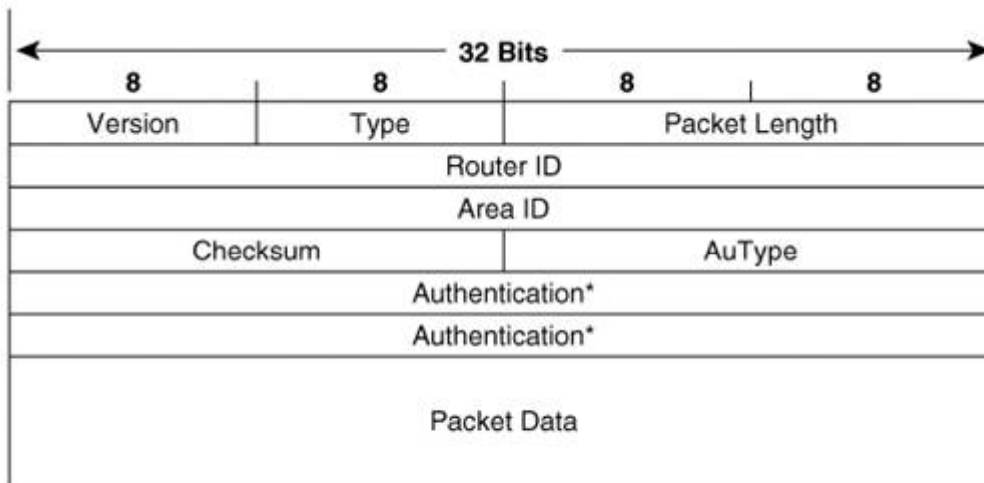 32 Bits
8 8 8 8
Version Type Packet Length
Router ID
Area ID
Checksum AuType
Authentication*
Authentication*
Packet Data